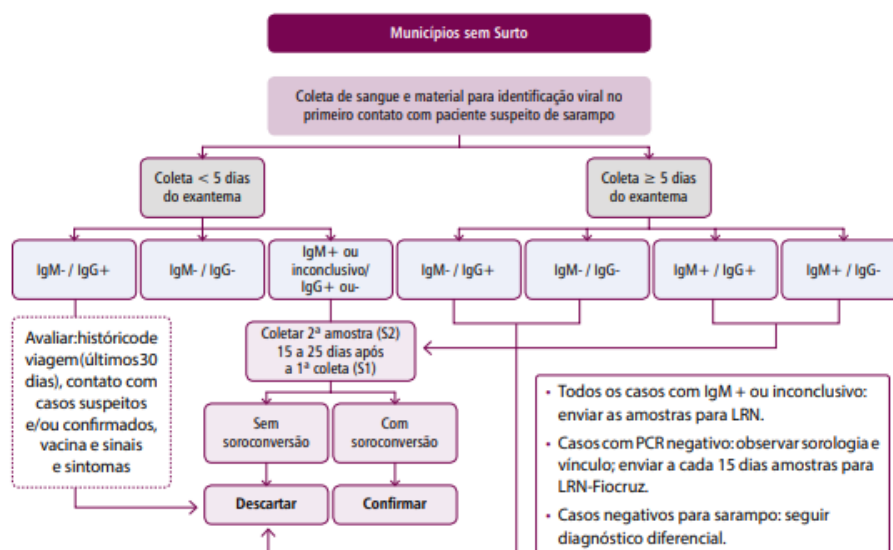 Municípios sem Surto
Coleta de sangue e material para identificação viral no
primeiro contato com paciente suspeito de sarampo
Coleta < 5 dias
do exantema
Coleta ≥ 5 dias
do exantema
IgM- / IgG+
IgM- / IgG-
IgM+ ou
inconclusivo/
IgG+ ou-
IgM- / IgG+
IgM- / IgG-
IgM+ / IgG+
IgM+ / IgG-
Avaliar:históricode
viagem(últimos30
dias), contato com
casos suspeitos
e/ou confirmados,
vacina e sinais
e sintomas
Coletar 2ª amostra (S2)
15 a 25 dias após
a 1ª coleta (S1)
Sem
soroconversão
Com
soroconversão
Descartar
Confirmar
• Todos os casos com IgM + ou inconclusivo:
enviar as amostras para LRN.
• Casos com PCR negativo: observar sorologia e
vínculo; enviar a cada 15 dias amostras para
LRN-Fiocruz.
• Casos negativos para sarampo: seguir
diagnóstico diferencial.